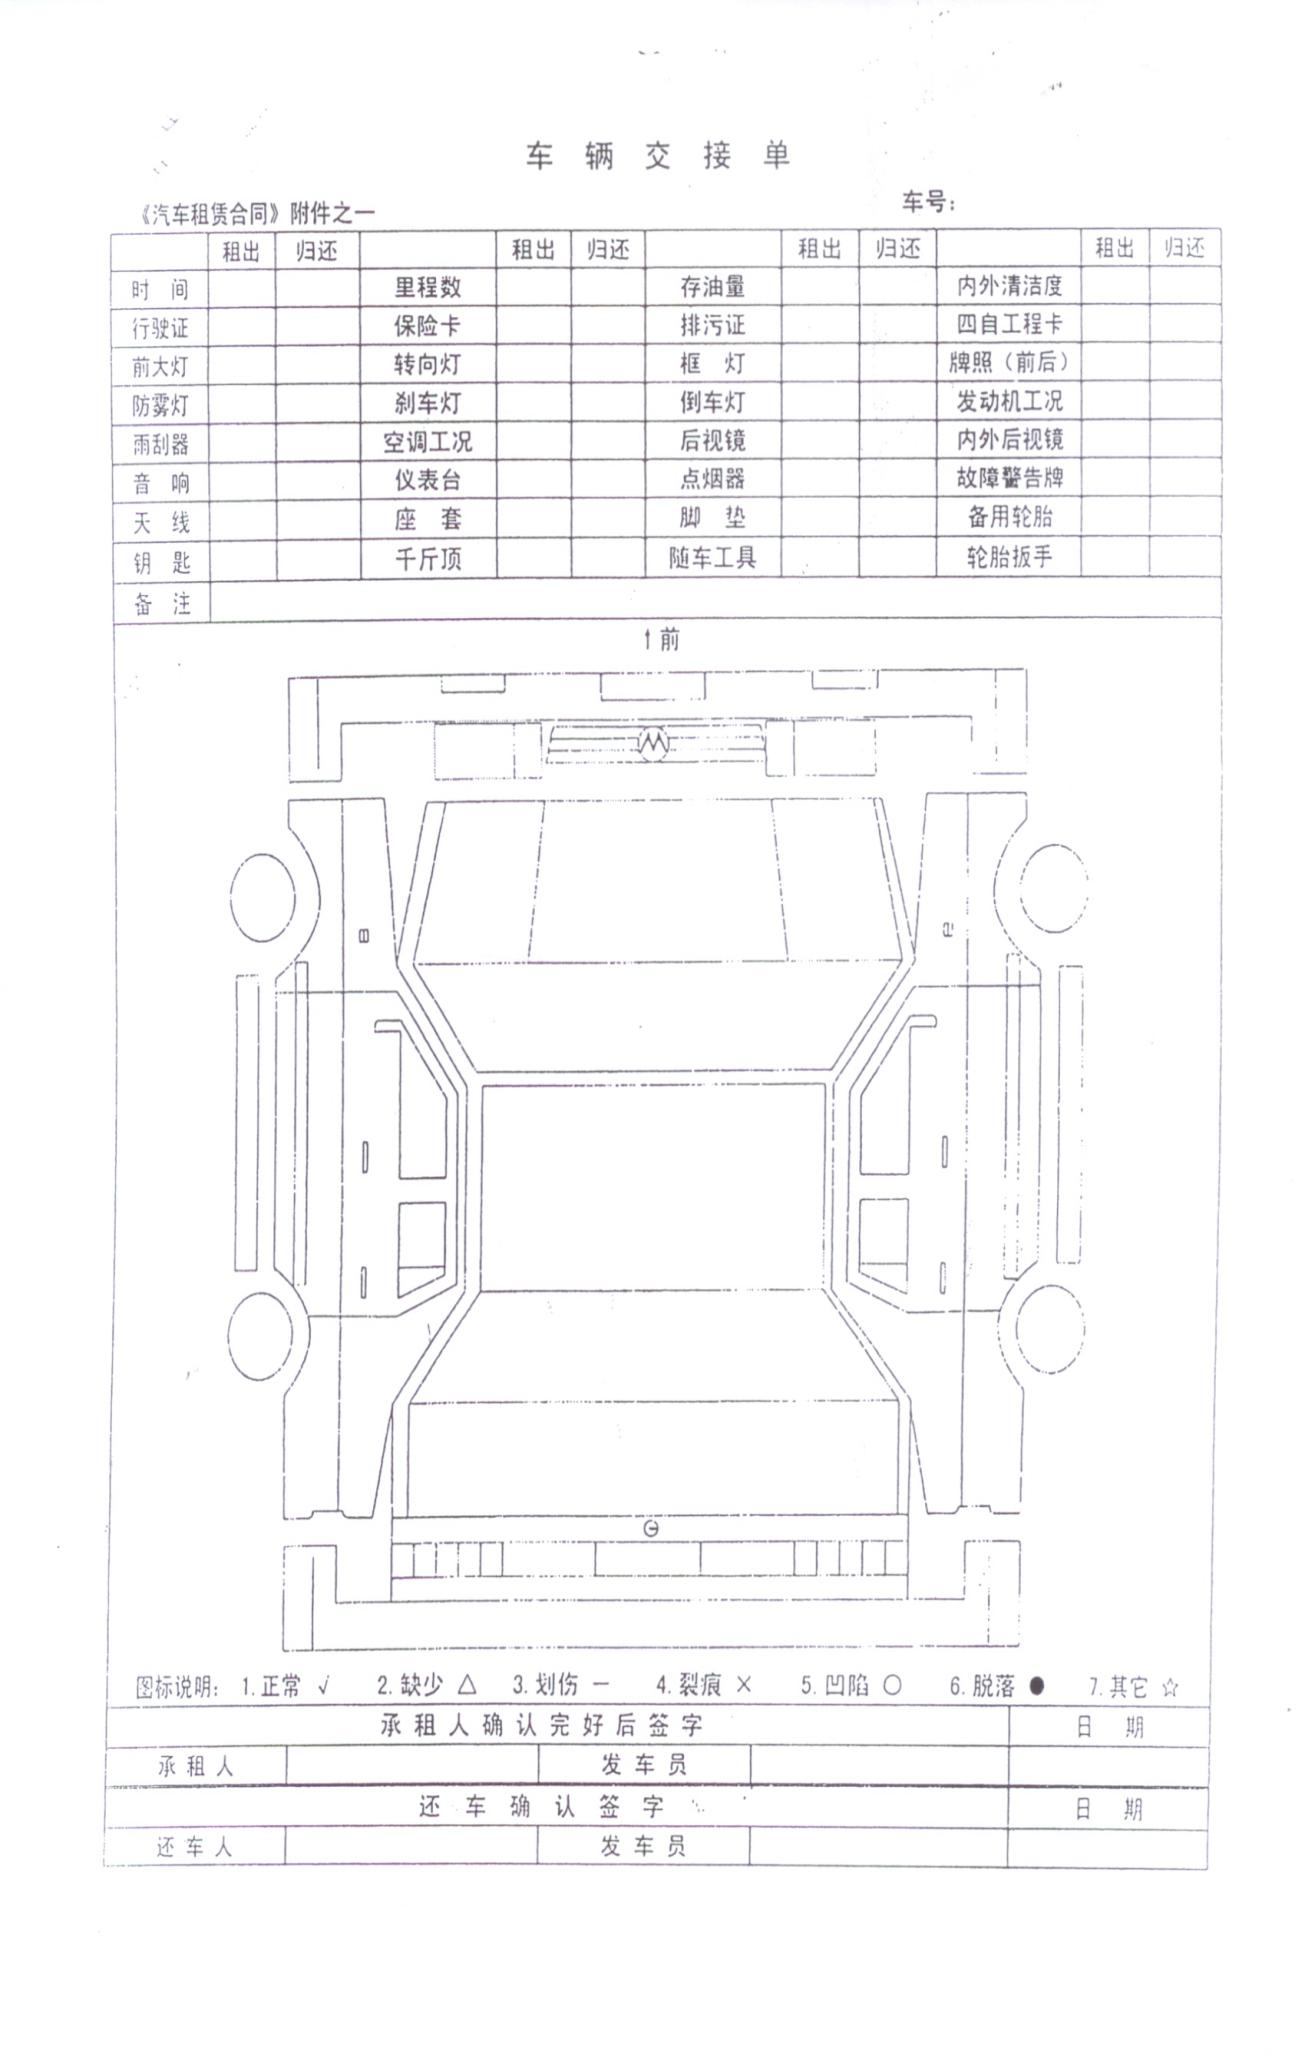 车辆交接单
《汽车租赁合同》附件之一 车号：
租出 归还 租出 归还 租出 归还 租出 归还
时间 里程数 存油量 内外清洁度
行驶证 保险卡 排污证 四自工程卡
前大灯 转向灯 框灯 牌照（前后）
防雾灯 刹车灯 倒车灯 发动机工况
雨刮器 空调工况 后视镜 内外后视镜
音响 仪表台 点烟器 故障警告牌
天线 座套 脚垫 备用轮胎
钥匙 千斤顶 随车工具 轮胎扳手
备注
↑前
图标说明：1.正常 √ 2.缺少 △ 3.划伤 — 4.裂痕 × 5.凹陷 ○ 6.脱落 ● 7.其它 ☆
承租人确认完好后签字 日期
承租人 发车员
还车确认签字 日期
还车人 发车员